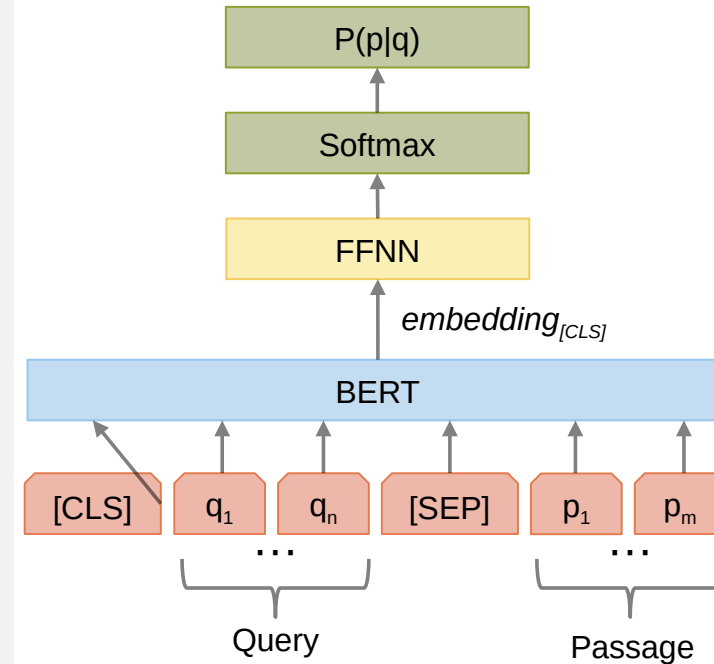 P(p|q)
Softmax
FFNN
embedding[CLS]
BERT
[CLS] q1 qn [SEP] p1 pm
... ...
Query Passage